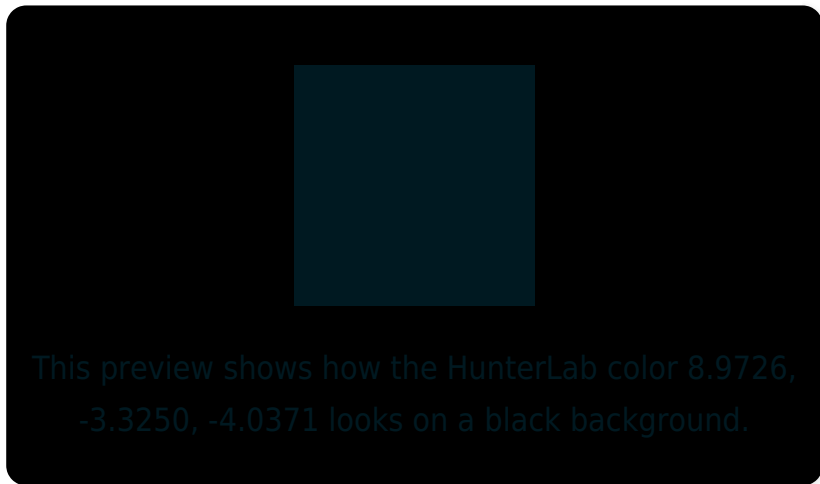 This preview shows how the HunterLab color 8.9726,
-3.3250, -4.0371 looks on a black background.